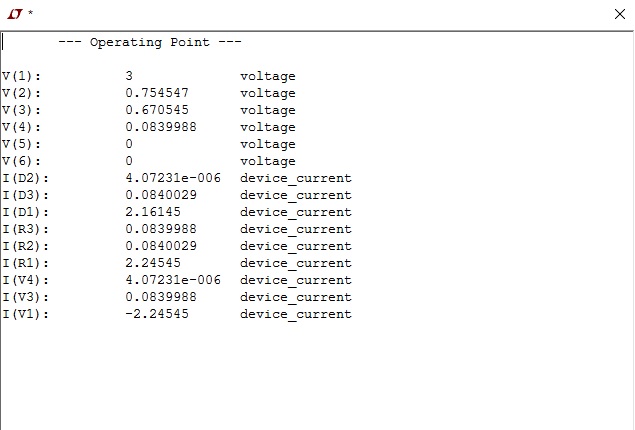 *
--- Operating Point ---
V(1): 3 voltage
V(2): 0.754547 voltage
V(3): 0.670545 voltage
V(4): 0.0839988 voltage
V(5): 0 voltage
V(6): 0 voltage
I(D2): 4.07231e-006 device_current
I(D3): 0.0840029 device_current
I(D1): 2.16145 device_current
I(R3): 0.0839988 device_current
I(R2): 0.0840029 device_current
I(R1): 2.24545 device_current
I(V4): 4.07231e-006 device_current
I(V3): 0.0839988 device_current
I(V1): -2.24545 device_current